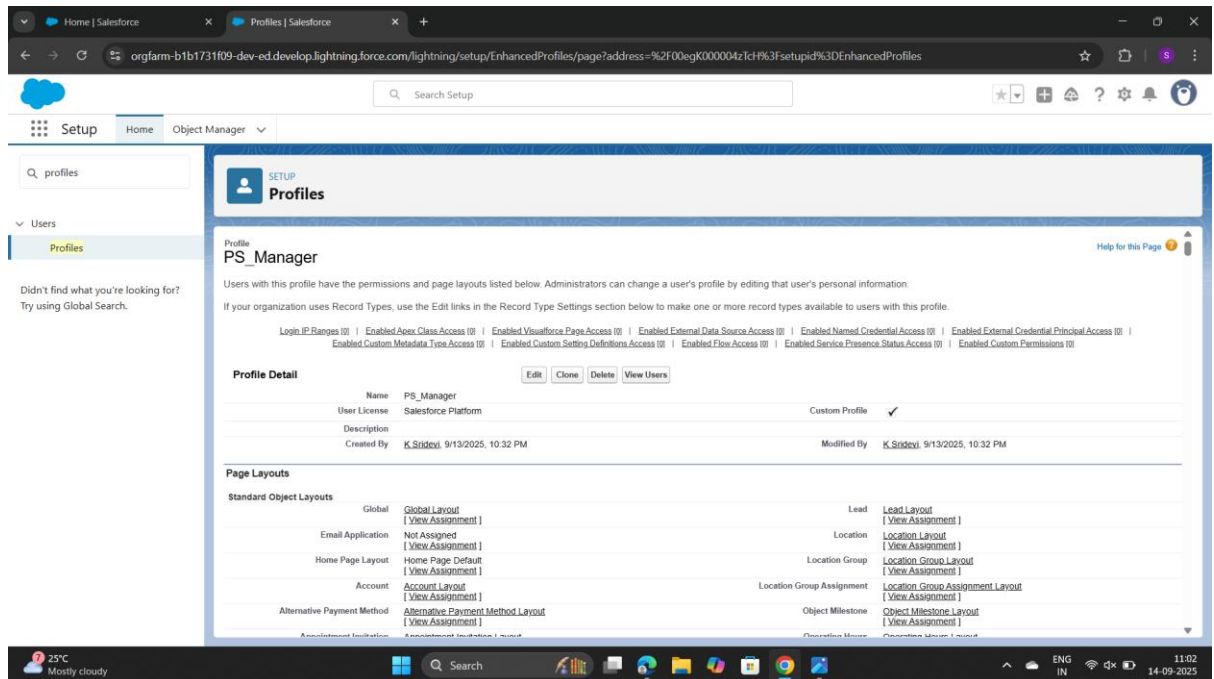 Home | Salesforce
Profiles | Salesforce
orgfarm-b1b1731f09-dev-ed.develop.lightning.force.com/lightning/setup/EnhancedProfiles/page?address=%2F00egK000004zTcH%3Fsetupid%3DEnhancedProfiles
S
Search Setup
Setup Home Object Manager
profiles
Users
Profiles
Didn't find what you're looking for?
Try using Global Search.
SETUP
Profiles
Profile
PS_Manager
Help for this Page
Users with this profile have the permissions and page layouts listed below. Administrators can change a user's profile by editing that user's personal information.
If your organization uses Record Types, use the Edit links in the Record Type Settings section below to make one or more record types available to users with this profile.
Login IP Ranges [0] | Enabled Apex Class Access [0] | Enabled Visualforce Page Access [0] | Enabled External Data Source Access [0] | Enabled Named Credential Access [0] | Enabled External Credential Principal Access [0] |
Enabled Custom Metadata Type Access [0] | Enabled Custom Setting Definitions Access [0] | Enabled Flow Access [0] | Enabled Service Presence Status Access [0] | Enabled Custom Permissions [0]
Profile Detail Edit Clone Delete View Users
Name PS_Manager
User License Salesforce Platform Custom Profile ✓
Description
Created By K Sridevi, 9/13/2025, 10:32 PM Modified By K Sridevi, 9/13/2025, 10:32 PM
Page Layouts
Standard Object Layouts
Global Global Layout Lead Lead Layout
[ View Assignment ] [ View Assignment ]
Email Application Not Assigned Location Location Layout
[ View Assignment ] [ View Assignment ]
Home Page Layout Home Page Default Location Group Location Group Layout
[ View Assignment ] [ View Assignment ]
Account Account Layout Location Group Assignment Location Group Assignment Layout
[ View Assignment ] [ View Assignment ]
Alternative Payment Method Alternative Payment Method Layout Object Milestone Object Milestone Layout
[ View Assignment ] [ View Assignment ]
Appointment Invitation Appointment Invitation Layout Operating Hours Operating Hours Layout
7
25°C
Mostly cloudy
Search
ENG
IN
11:02
14-09-2025